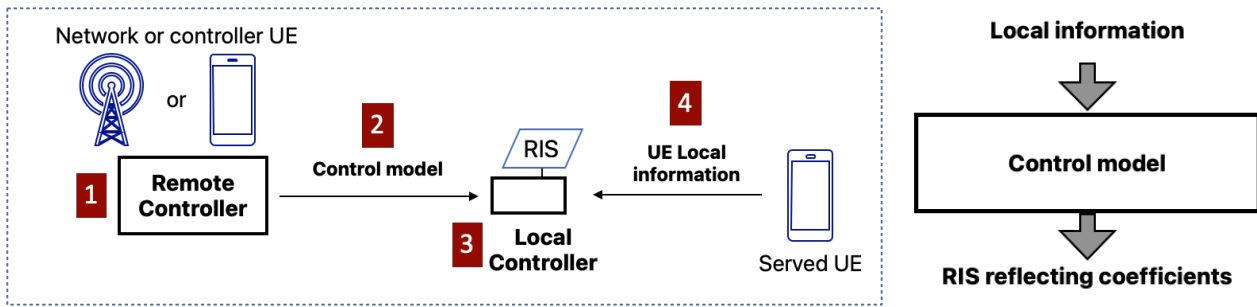 Network or controller UE
or
1
Remote
Controller
2
Control model
RIS
3
Local
Controller
4
UE Local
information
Served UE
Local information
Control model
RIS reflecting coefficients